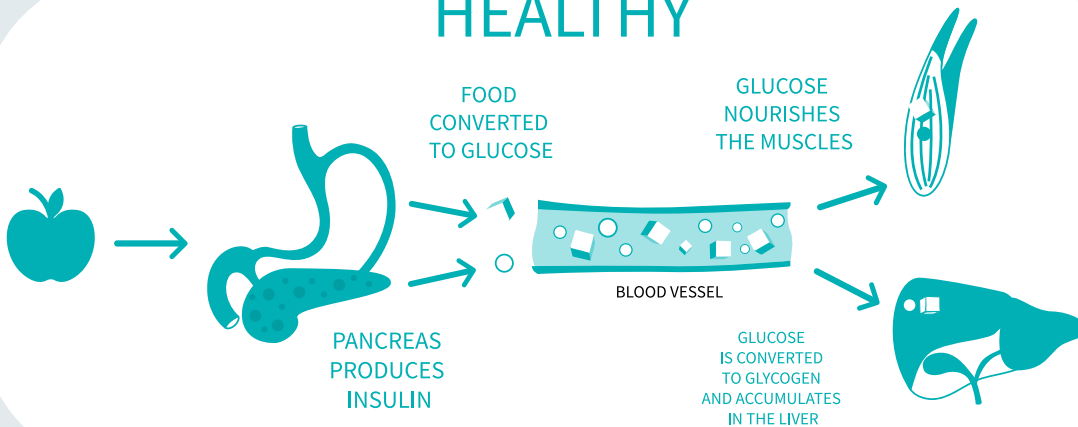 HEALTHY
FOOD
CONVERTED
TO GLUCOSE
GLUCOSE
NOURISHES
THE MUSCLES
BLOOD VESSEL
PANCREAS
PRODUCES
INSULIN
GLUCOSE
IS CONVERTED
TO GLYCOGEN
AND ACCUMULATES
IN THE LIVER